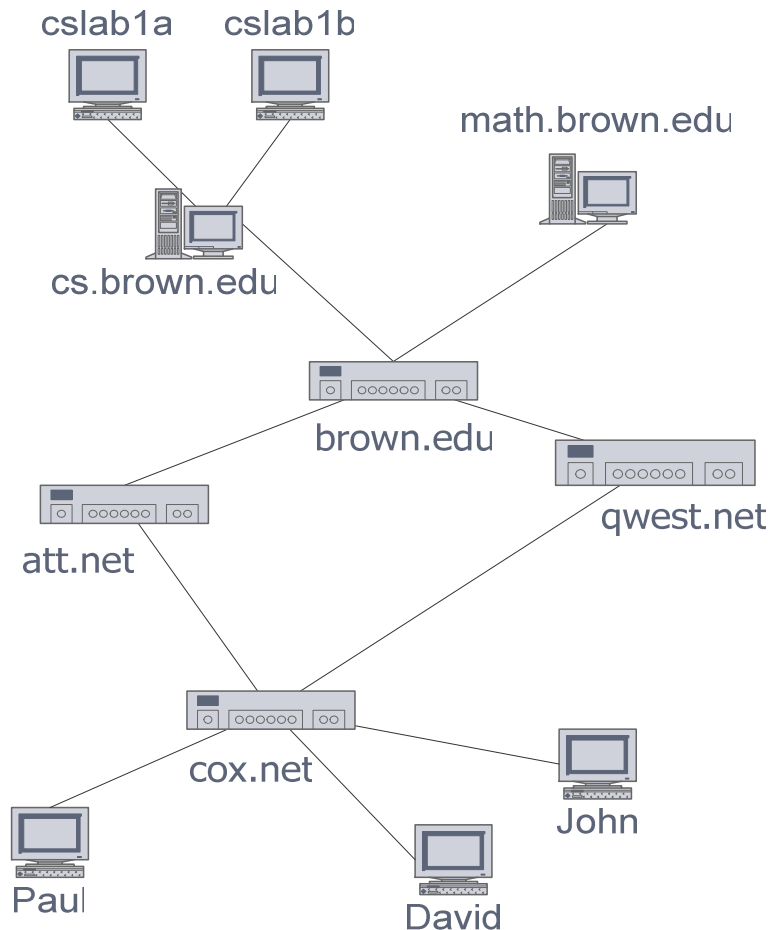 cslab1a
cslab1b
math.brown.edu
cs.brown.edu
brown.edu
qwest.net
att.net
cox.net
John
Paul
David